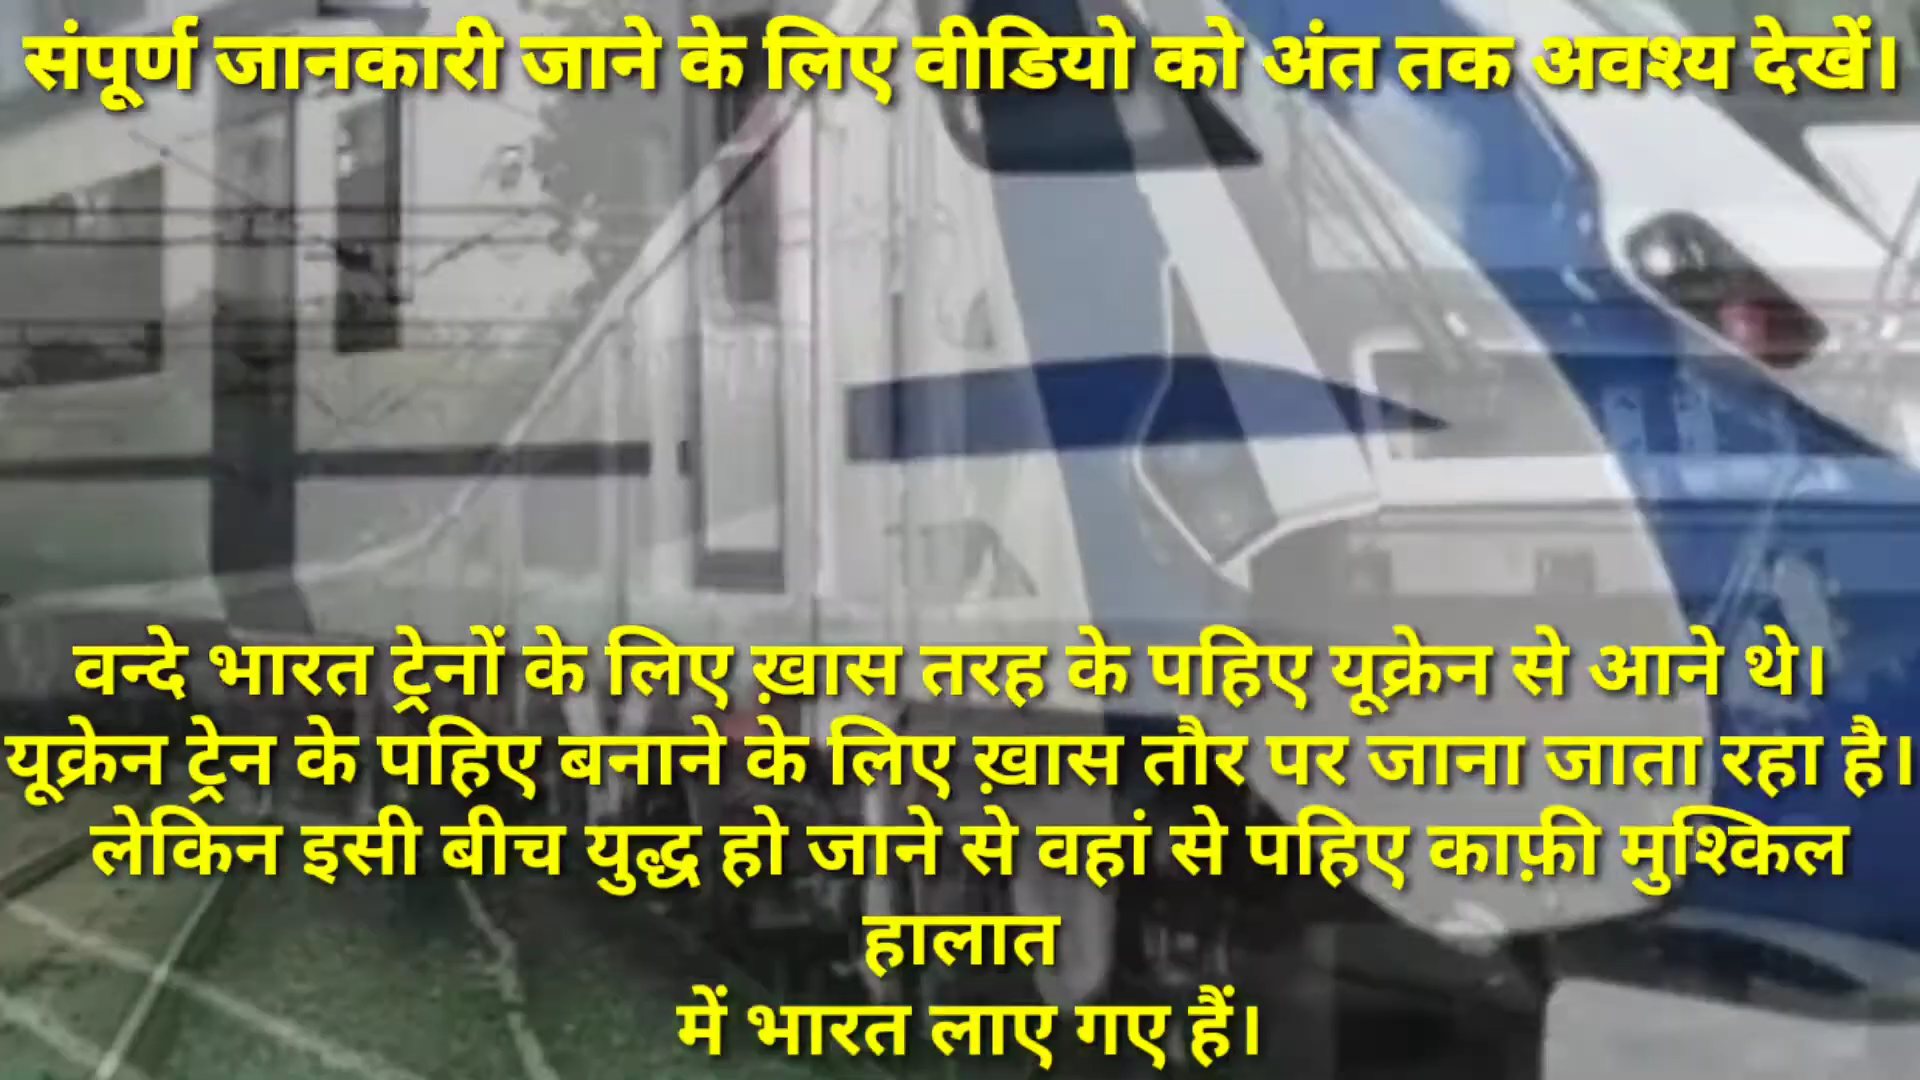 संपूर्ण जानकारी जाने के लिए वीडियो को अंत तक अवश्य देखें।
वन्दे भारत ट्रेनों के लिए ख़ास तरह के पहिए यूक्रेन से आने थे।
यूक्रेन ट्रेन के पहिए बनाने के लिए ख़ास तौर पर जाना जाता रहा है।
लेकिन इसी बीच युद्ध हो जाने से वहां से पहिए काफ़ी मुश्किल
हालात
में भारत लाए गए हैं।